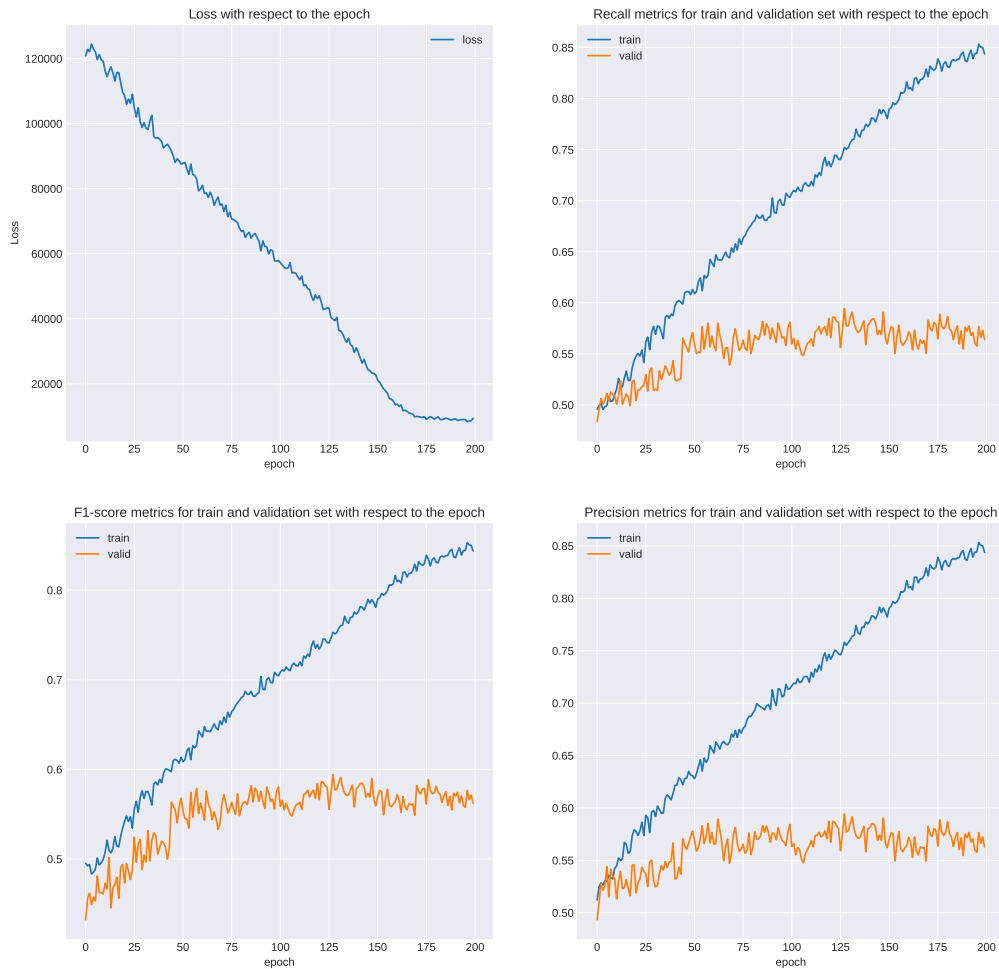 Loss with respect to the epoch
loss
120000
100000
80000
60000
40000
20000
Loss
0 25 50 75 100 125 150 175 200
epoch
Recall metrics for train and validation set with respect to the epoch
train
valid
0.85
0.80
0.75
0.70
0.65
0.60
0.55
0.50
0 25 50 75 100 125 150 175 200
epoch
F1-score metrics for train and validation set with respect to the epoch
train
valid
0.8
0.7
0.6
0.5
0 25 50 75 100 125 150 175 200
epoch
Precision metrics for train and validation set with respect to the epoch
train
valid
0.85
0.80
0.75
0.70
0.65
0.60
0.55
0.50
0 25 50 75 100 125 150 175 200
epoch